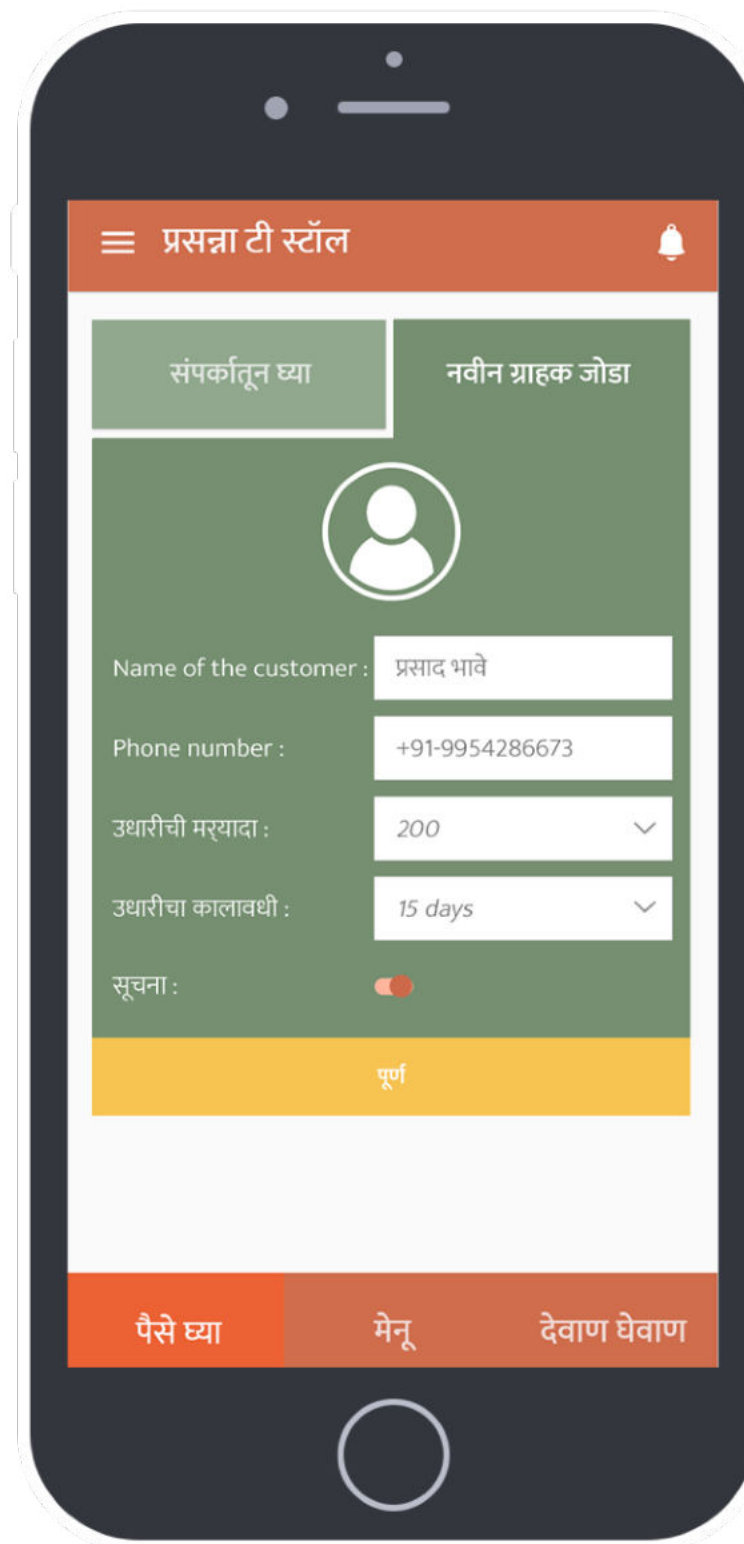 प्रसन्ना टी स्टॉल
संपर्कातून घ्या नवीन ग्राहक जोडा
Name of the customer : प्रसाद भावे
Phone number : +91-9954286673
उधारीची मर्‍यादा : 200
उधारीचा कालावधी : 15 days
सूचना :
पूर्ण
पैसे घ्या मेनू देवाण घेवाण